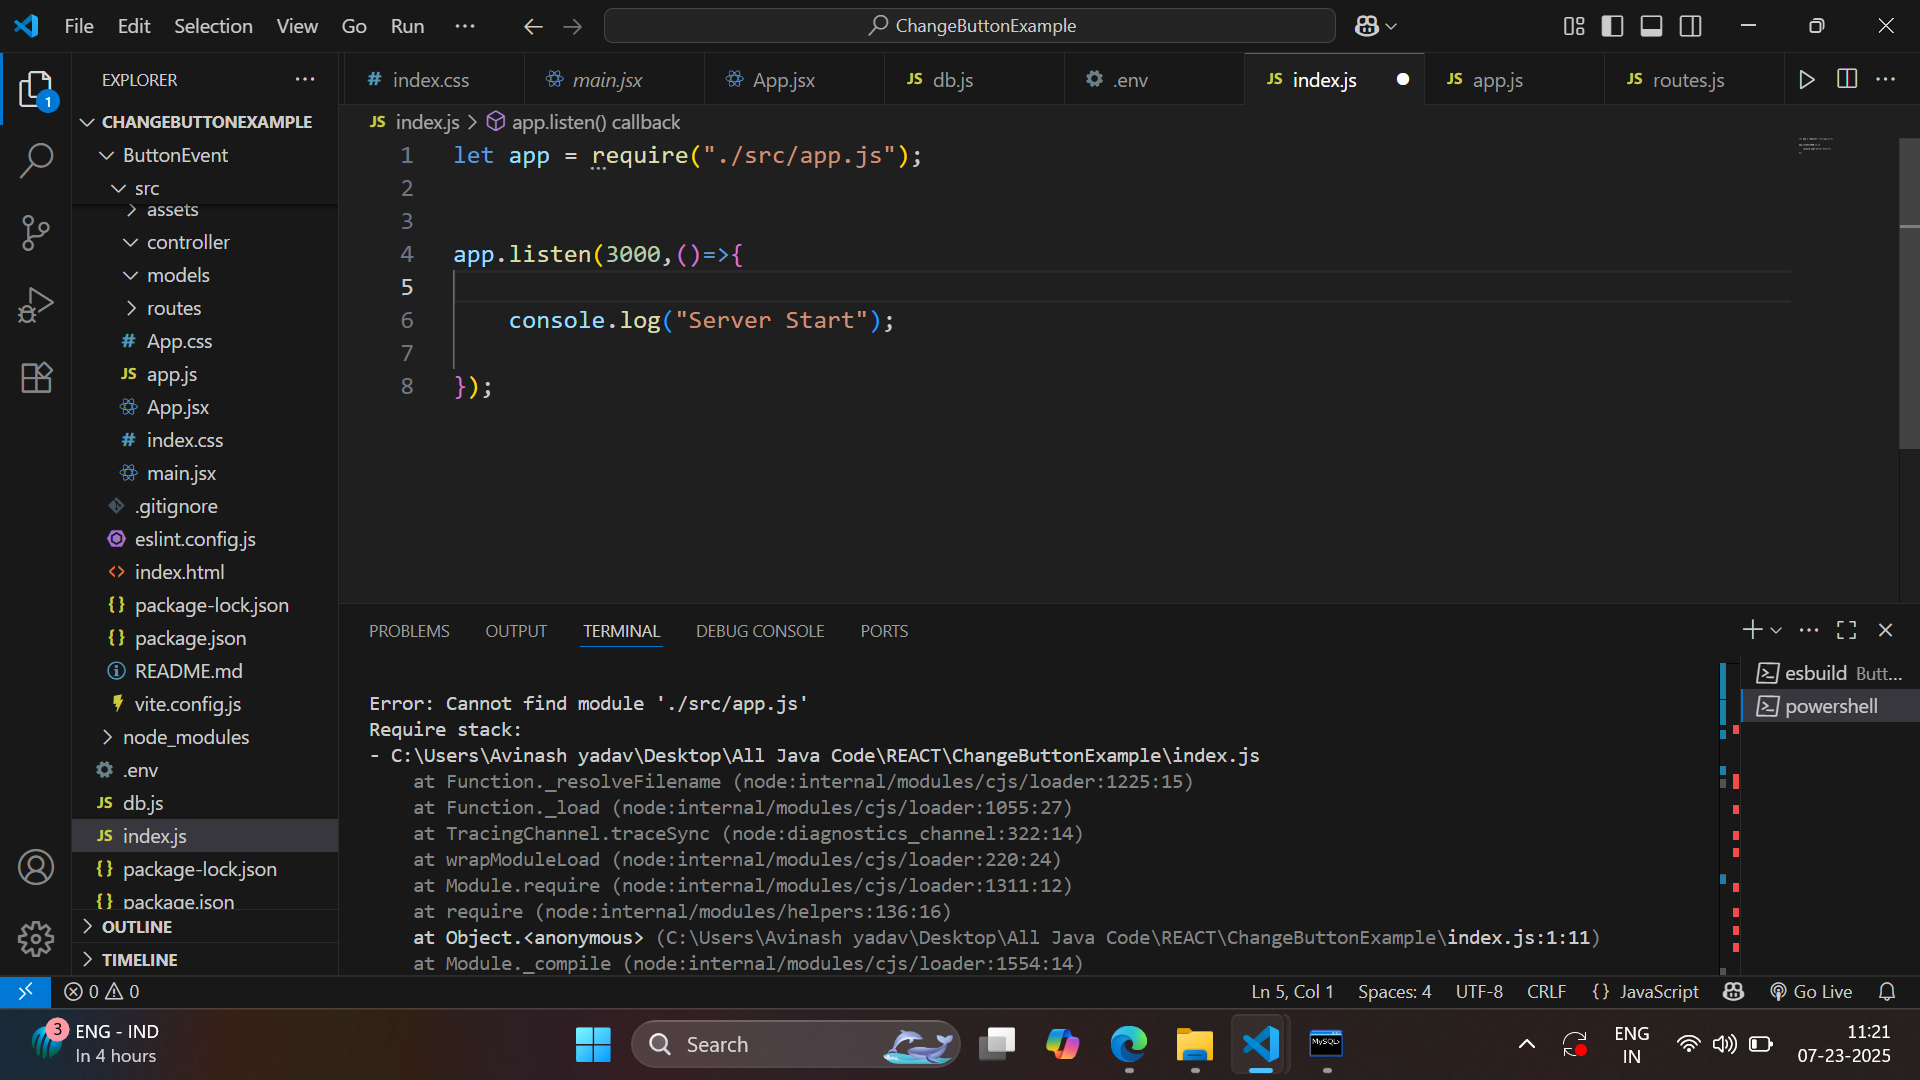 File Edit Selection View Go Run ··· ChangeButtonExample
EXPLORER ···
1
CHANGEBUTTONEXAMPLE
ButtonEvent
src
assets
controller
models
routes
# App.css
JS app.js
App.jsx
# index.css
main.jsx
.gitignore
eslint.config.js
<> index.html
{} package-lock.json
{} package.json
README.md
vite.config.js
node_modules
.env
JS db.js
JS index.js
{} package-lock.json
{} package.json
OUTLINE
TIMELINE
# index.css main.jsx App.jsx JS db.js .env JS index.js JS app.js JS routes.js ···
JS index.js > app.listen() callback
1 let app = require("./src/app.js");
2
3
4 app.listen(3000,()=>{
5
6 console.log("Server Start");
7
8 });
PROBLEMS OUTPUT TERMINAL DEBUG CONSOLE PORTS
esbuild Butt...
powershell
Error: Cannot find module './src/app.js'
Require stack:
- C:\Users\Avinash yadav\Desktop\All Java Code\REACT\ChangeButtonExample\index.js
at Function._resolveFilename (node:internal/modules/cjs/loader:1225:15)
at Function._load (node:internal/modules/cjs/loader:1055:27)
at TracingChannel.traceSync (node:diagnostics_channel:322:14)
at wrapModuleLoad (node:internal/modules/cjs/loader:220:24)
at Module.require (node:internal/modules/cjs/loader:1311:12)
at require (node:internal/modules/helpers:136:16)
at Object.<anonymous> (C:\Users\Avinash yadav\Desktop\All Java Code\REACT\ChangeButtonExample\index.js:1:11)
at Module._compile (node:internal/modules/cjs/loader:1554:14)
0 0 Ln 5, Col 1 Spaces: 4 UTF-8 CRLF {} JavaScript Go Live
3
ENG - IND
In 4 hours
Search
MySQL
ENG
IN
11:21
07-23-2025